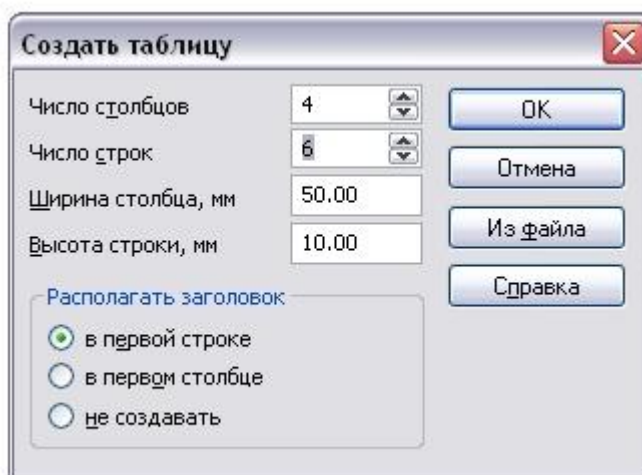 Создать таблицу
Число столбцов 4
Число строк 6
Ширина столбца, мм 50.00
Высота строки, мм 10.00
OK
Отмена
Из файла
Справка
Располагать заголовок
в первой строке
в первом столбце
не создавать